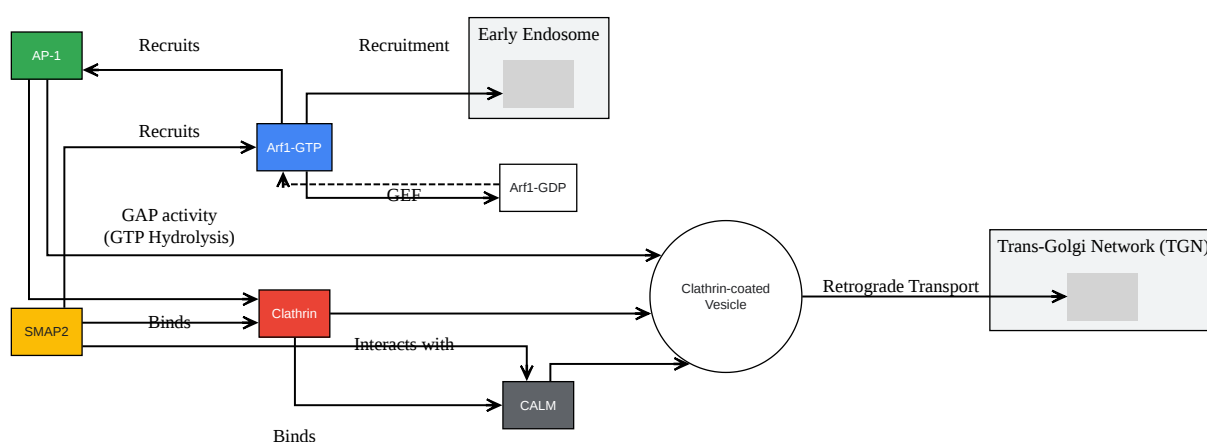 Early Endosome
Recruits
Recruitment
AP-1
Recruits
Arf1-GTP
Arf1-GDP
GEF
GAP activity
(GTP Hydrolysis)
Trans-Golgi Network (TGN)
Clathrin-coated
Vesicle
Retrograde Transport
Clathrin
SMAP2
Binds
Interacts with
CALM
Binds